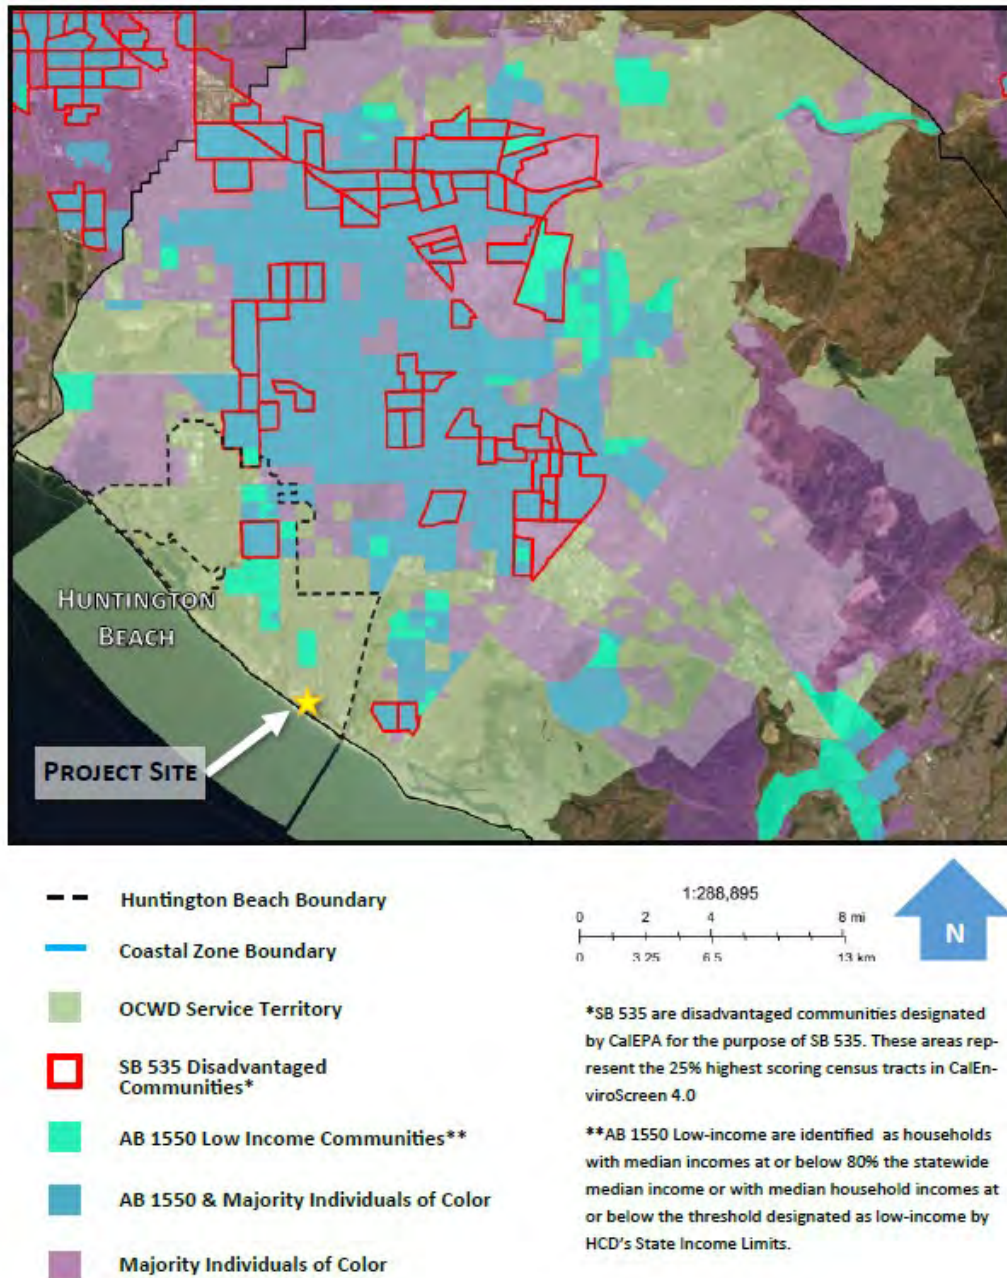 HUNTINGTON
BEACH
PROJECT SITE
Huntington Beach Boundary
Coastal Zone Boundary
OCWD Service Territory
SB 535 Disadvantaged
Communities*
AB 1550 Low Income Communities**
AB 1550 & Majority Individuals of Color
Majority Individuals of Color
1:288,895
0 2 4 8 mi
0 3.25 6.5 13 km
N
*SB 535 are disadvantaged communities designated
by CalEPA for the purpose of SB 535. These areas rep-
resent the 25% highest scoring census tracts in CalEn-
viroScreen 4.0
**AB 1550 Low-income are identified as households
with median incomes at or below 80% the statewide
median income or with median household incomes at
or below the threshold designated as low-income by
HCD's State Income Limits.